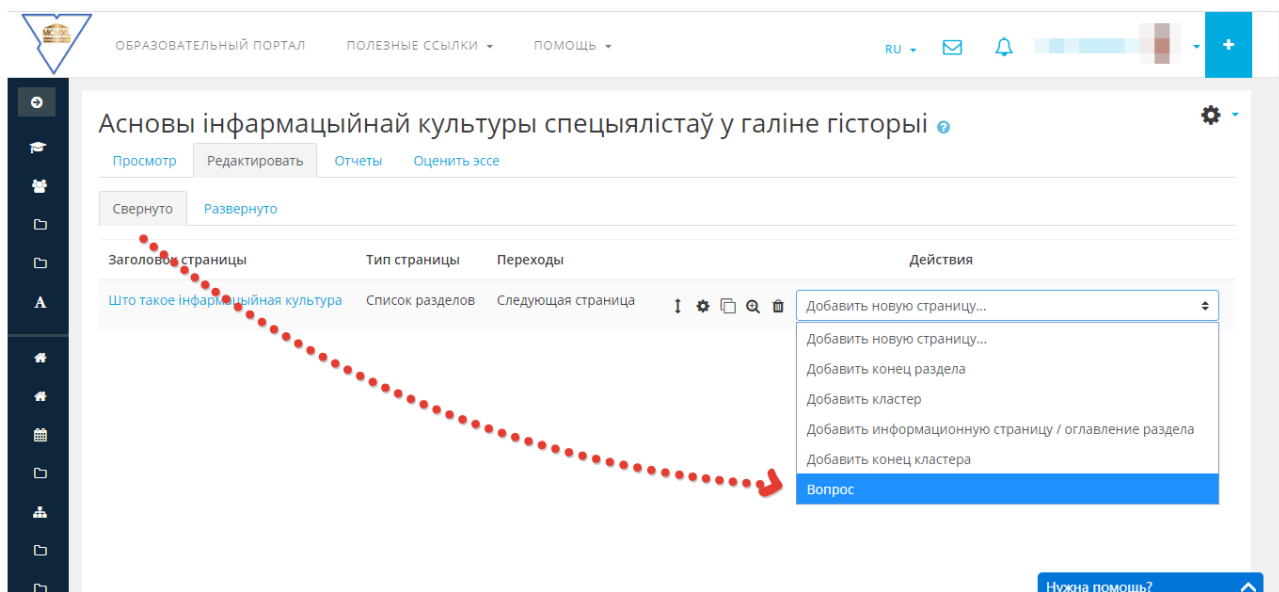 MCMXL
ОБРАЗОВАТЕЛЬНЫЙ ПОРТАЛ ПОЛЕЗНЫЕ ССЫЛКИ ПОМОЩЬ RU +
Асновы інфармацыйнай культуры спецыялістаў у галіне гісторыі ?
Просмотр Редактировать Отчеты Оценить эссе
Свернуто Развернуто
Заголовок страницы Тип страницы Переходы Действия
Што такое інфармацыйная культура Список разделов Следующая страница Добавить новую страницу...
Добавить новую страницу...
Добавить конец раздела
Добавить кластер
Добавить информационную страницу / оглавление раздела
Добавить конец кластера
Вопрос
A
Нужна помощь?